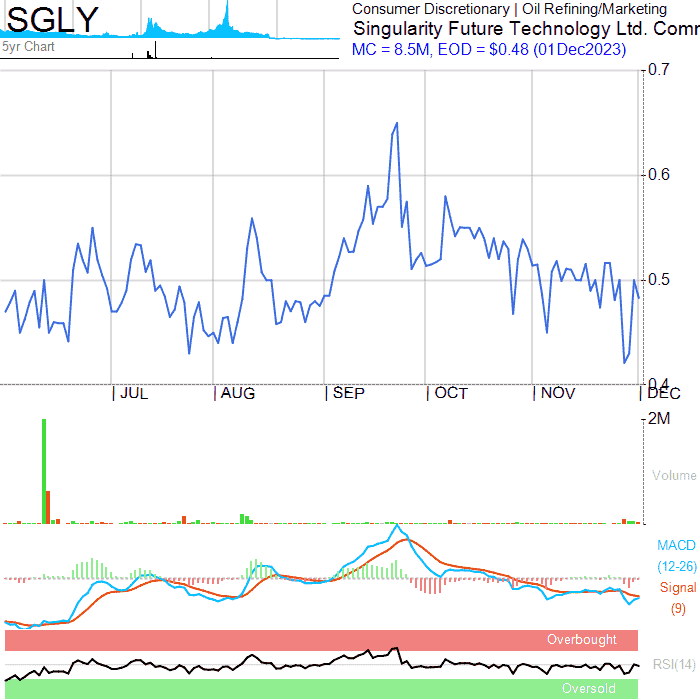 SGLY
5yr Chart
Consumer Discretionary | Oil Refining/Marketing
Singularity Future Technology Ltd. Comm
MC = 8.5M, EOD = $0.48 (01Dec2023)
0.7
0.6
0.5
0.4
| JUL | AUG | SEP | OCT | NOV | DEC
2M
Volume
MACD
(12-26)
Signal
(9)
Overbought
RSI(14)
Oversold